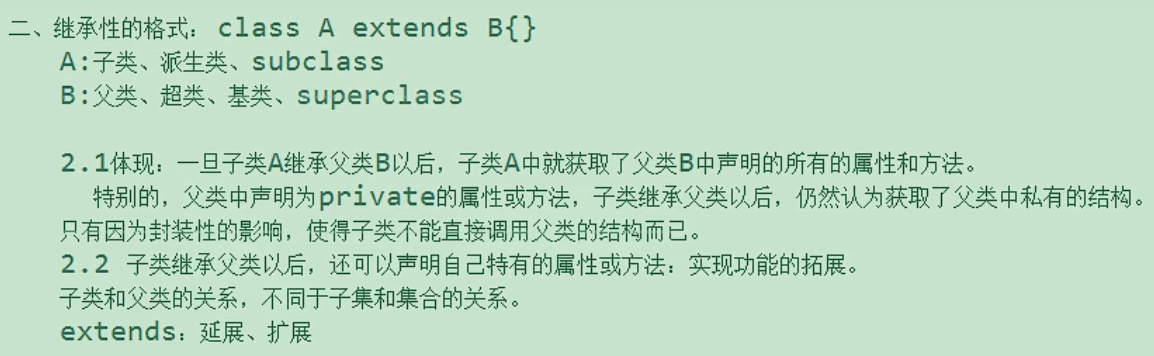 二、继承性的格式：class A extends B{}
A:子类、派生类、subclass
B:父类、超类、基类、superclass
2.1体现：一旦子类A继承父类B以后，子类A中就获取了父类B中声明的所有的属性和方法。
特别的，父类中声明为private的属性或方法，子类继承父类以后，仍然认为获取了父类中私有的结构。
只有因为封装性的影响，使得子类不能直接调用父类的结构而已。
2.2 子类继承父类以后，还可以声明自己特有的属性或方法：实现功能的拓展。
子类和父类的关系，不同于子集和集合的关系。
extends：延展、扩展